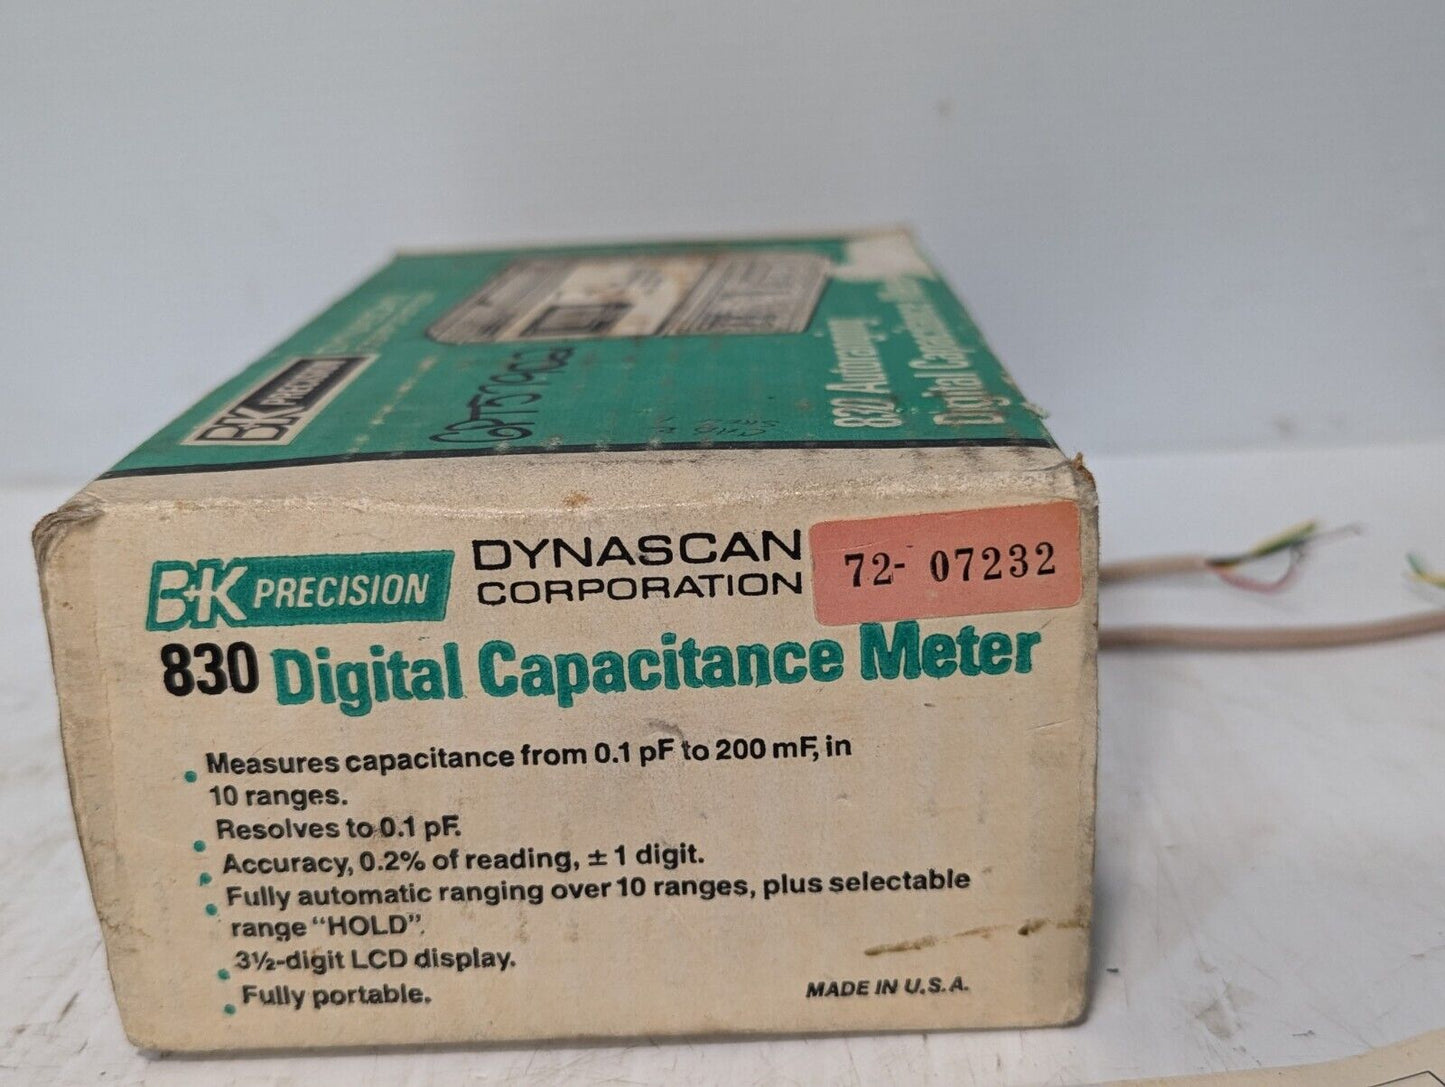 B+K PRECISION
830 Autoranging
Digital Capacitance Meter
B+K PRECISION
DYNASCAN
CORPORATION
72- 07232
830 Digital Capacitance Meter
• Measures capacitance from 0.1 pF to 200 mF, in
10 ranges.
• Resolves to 0.1 pF.
• Accuracy, 0.2% of reading, ± 1 digit.
• Fully automatic ranging over 10 ranges, plus selectable
range “HOLD”.
• 3½-digit LCD display.
• Fully portable.
MADE IN U.S.A.